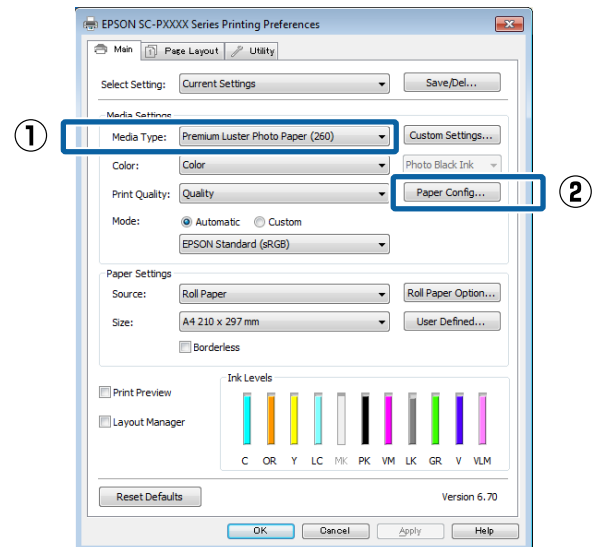 EPSON SC-PXXXX Series Printing Preferences
Main Page Layout Utility
Select Setting: Current Settings Save/Del...
Media Settings
① Media Type: Premium Luster Photo Paper (260) Custom Settings...
Color: Color Photo Black Ink
Print Quality: Quality Paper Config... ②
Mode: Automatic Custom
EPSON Standard (sRGB)
Paper Settings
Source: Roll Paper Roll Paper Option...
Size: A4 210 x 297 mm User Defined...
Borderless
Ink Levels
Print Preview
Layout Manager
C OR Y LC MK PK VM LK GR V VLM
Reset Defaults Version 6.70
OK Cancel Apply Help